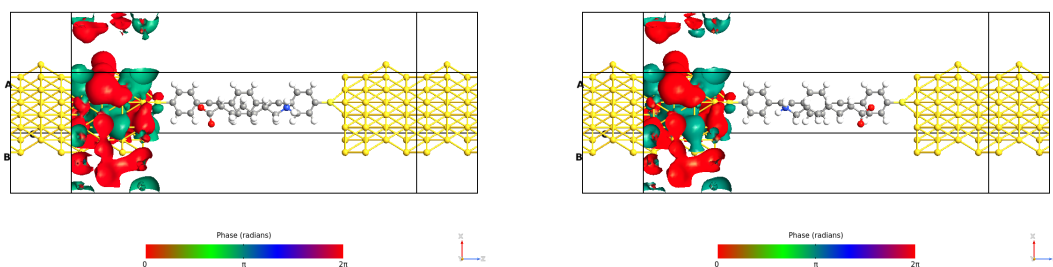 A
B
Phase (radians)
0 π 2π
X
Z
A
B
Phase (radians)
0 π 2π
X